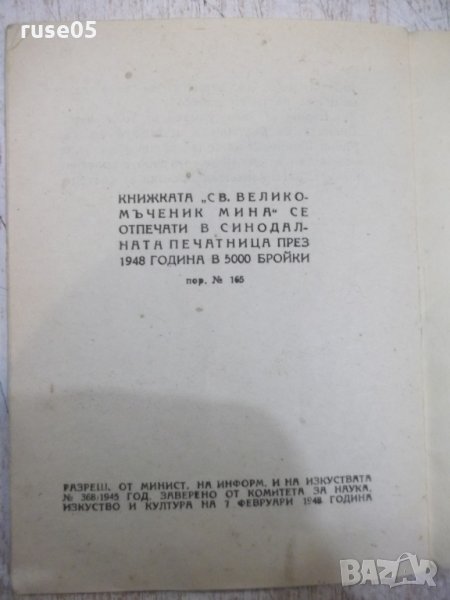 ruse05
КНИЖКАТА „СВ. ВЕЛИКО-
МЪЧЕНИК МИНА“ СЕ
ОТПЕЧАТИ В СИНОДАЛ-
НАТА ПЕЧАТНИЦА ПРЕЗ
1948 ГОДИНА В 5000 БРОЙКИ
пор. № 165
РАЗРЕШ. ОТ МИНИСТ. НА ИНФОРМ. И НА ИЗКУСТВАТА
№ 368/1945 ГОД. ЗАВЕРЕНО ОТ КОМИТЕТА ЗА НАУКА,
ИЗКУСТВО И КУЛТУРА НА 7 ФЕВРУАРИ 1948 ГОДИНА
BAZAR